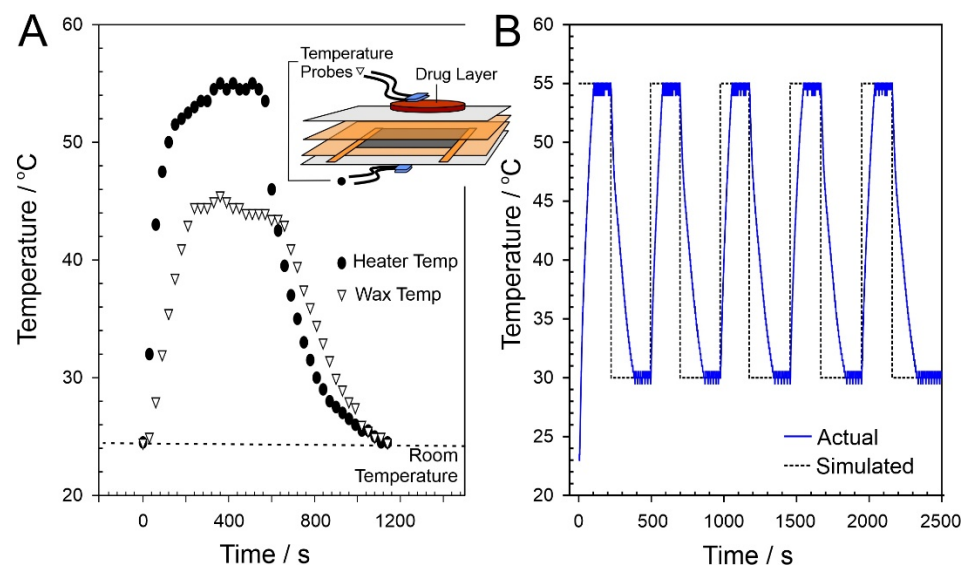 A
Temperature / °C
60
50
40
30
20
Temperature
Probes
Drug Layer
Heater Temp
Wax Temp
Room
Temperature
0 400 800 1200
Time / s
B
Temperature / °C
60
55
50
45
40
35
30
25
20
Actual
Simulated
0 500 1000 1500 2000 2500
Time / s